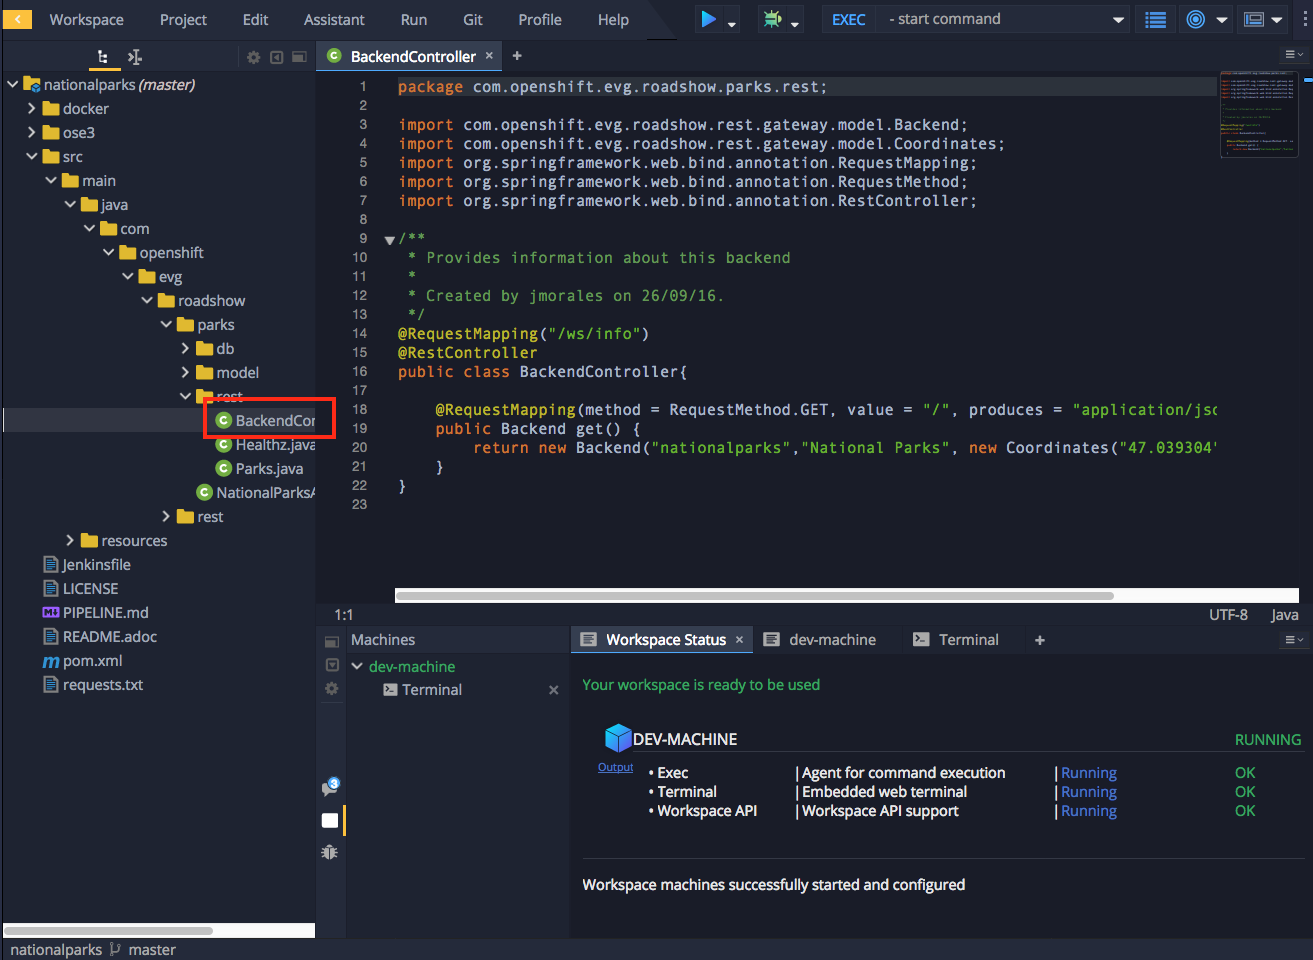 Workspace Project Edit Assistant Run Git Profile Help
EXEC - start command
BackendController × +
nationalparks (master)
docker
ose3
src
main
java
com
openshift
evg
roadshow
parks
db
model
rest
BackendCon
Healthz.java
Parks.java
NationalParksA
rest
resources
Jenkinsfile
LICENSE
PIPELINE.md
README.adoc
pom.xml
requests.txt
1 package com.openshift.evg.roadshow.parks.rest;
2
3 import com.openshift.evg.roadshow.rest.gateway.model.Backend;
4 import com.openshift.evg.roadshow.rest.gateway.model.Coordinates;
5 import org.springframework.web.bind.annotation.RequestMapping;
6 import org.springframework.web.bind.annotation.RequestMethod;
7 import org.springframework.web.bind.annotation.RestController;
8
9 /**
10 * Provides information about this backend
11 *
12 * Created by jmorales on 26/09/16.
13 */
14 @RequestMapping("/ws/info")
15 @RestController
16 public class BackendController{
17
18 @RequestMapping(method = RequestMethod.GET, value = "/", produces = "application/jsc
19 public Backend get() {
20 return new Backend("nationalparks","National Parks", new Coordinates("47.039304"
21 }
22 }
23
1:1 UTF-8 Java
Machines
dev-machine
Terminal ×
3
Workspace Status × dev-machine Terminal +
Your workspace is ready to be used
DEV-MACHINE RUNNING
Output
• Exec | Agent for command execution | Running OK
• Terminal | Embedded web terminal | Running OK
• Workspace API | Workspace API support | Running OK
Workspace machines successfully started and configured
nationalparks master